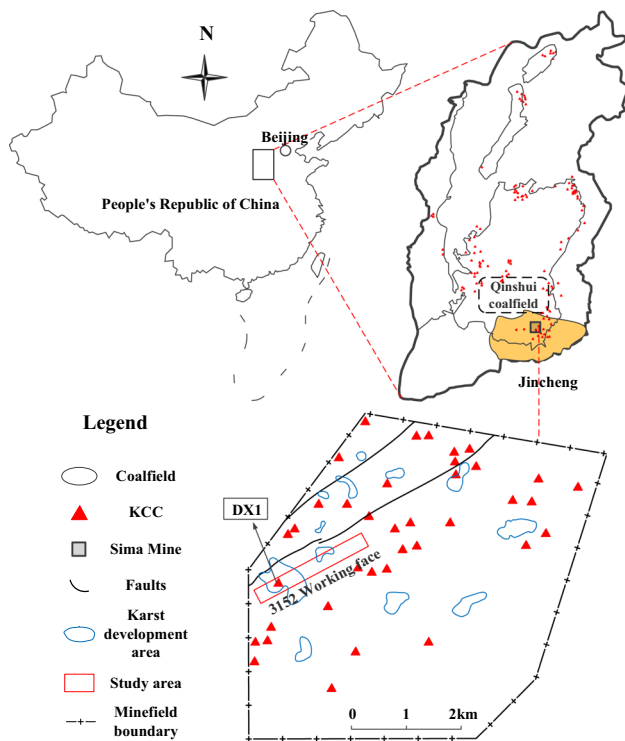 N
Beijing
People's Republic of China
Qinshui
coalfield
Jincheng
Legend
Coalfield
KCC
Sima Mine
Faults
Karst
development
area
Study area
Minefield
boundary
DX1
3152 Working face
0 1 2km